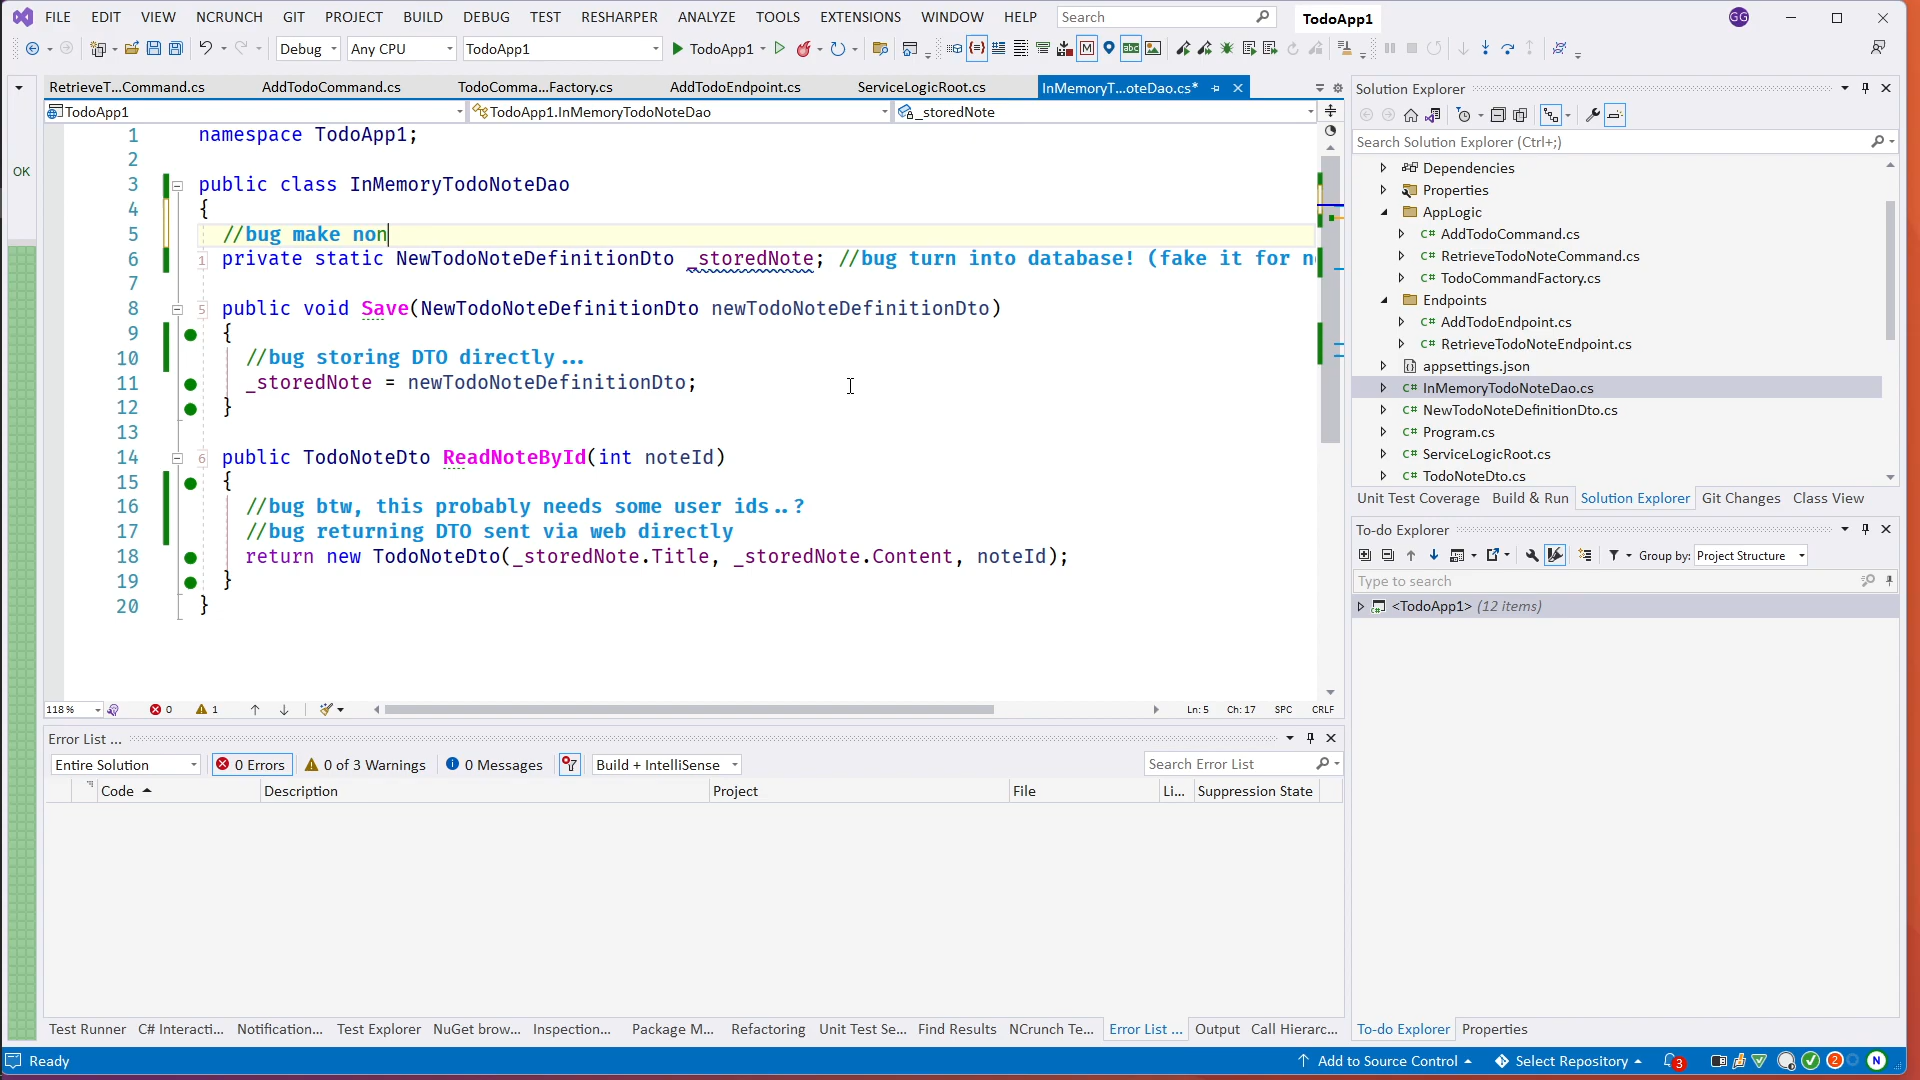 FILE EDIT VIEW NCRUNCH GIT PROJECT BUILD DEBUG TEST RESHARPER ANALYZE TOOLS EXTENSIONS WINDOW HELP Search TodoApp1 GG
Debug Any CPU TodoApp1 TodoApp1
RetrieveT...Command.cs AddTodoCommand.cs TodoComma...Factory.cs AddTodoEndpoint.cs ServiceLogicRoot.cs InMemoryT...oteDao.cs*
TodoApp1 TodoApp1.InMemoryTodoNoteDao _storedNote
OK
1 namespace TodoApp1;
2
3 public class InMemoryTodoNoteDao
4 {
5 //bug make non
6 1 private static NewTodoNoteDefinitionDto _storedNote; //bug turn into database! (fake it for n
7
8 5 public void Save(NewTodoNoteDefinitionDto newTodoNoteDefinitionDto)
9 {
10 //bug storing DTO directly...
11 _storedNote = newTodoNoteDefinitionDto;
12 }
13
14 6 public TodoNoteDto ReadNoteById(int noteId)
15 {
16 //bug btw, this probably needs some user ids..?
17 //bug returning DTO sent via web directly
18 return new TodoNoteDto(_storedNote.Title, _storedNote.Content, noteId);
19 }
20 }
118 % 0 1 Ln: 5 Ch: 17 SPC CRLF
Error List ...
Entire Solution 0 Errors 0 of 3 Warnings 0 Messages Build + IntelliSense Search Error List
Code Description Project File Li... Suppression State
Test Runner C# Interacti... Notification... Test Explorer NuGet brow... Inspection... Package M... Refactoring Unit Test Se... Find Results NCrunch Te... Error List ... Output Call Hierarc...
Solution Explorer
Search Solution Explorer (Ctrl+;)
Dependencies
Properties
AppLogic
C# AddTodoCommand.cs
C# RetrieveTodoNoteCommand.cs
C# TodoCommandFactory.cs
Endpoints
C# AddTodoEndpoint.cs
C# RetrieveTodoNoteEndpoint.cs
appsettings.json
C# InMemoryTodoNoteDao.cs
C# NewTodoNoteDefinitionDto.cs
C# Program.cs
C# ServiceLogicRoot.cs
C# TodoNoteDto.cs
Unit Test Coverage Build & Run Solution Explorer Git Changes Class View
To-do Explorer
Group by: Project Structure
Type to search
<TodoApp1> (12 items)
To-do Explorer Properties
Ready Add to Source Control Select Repository 3 2 N